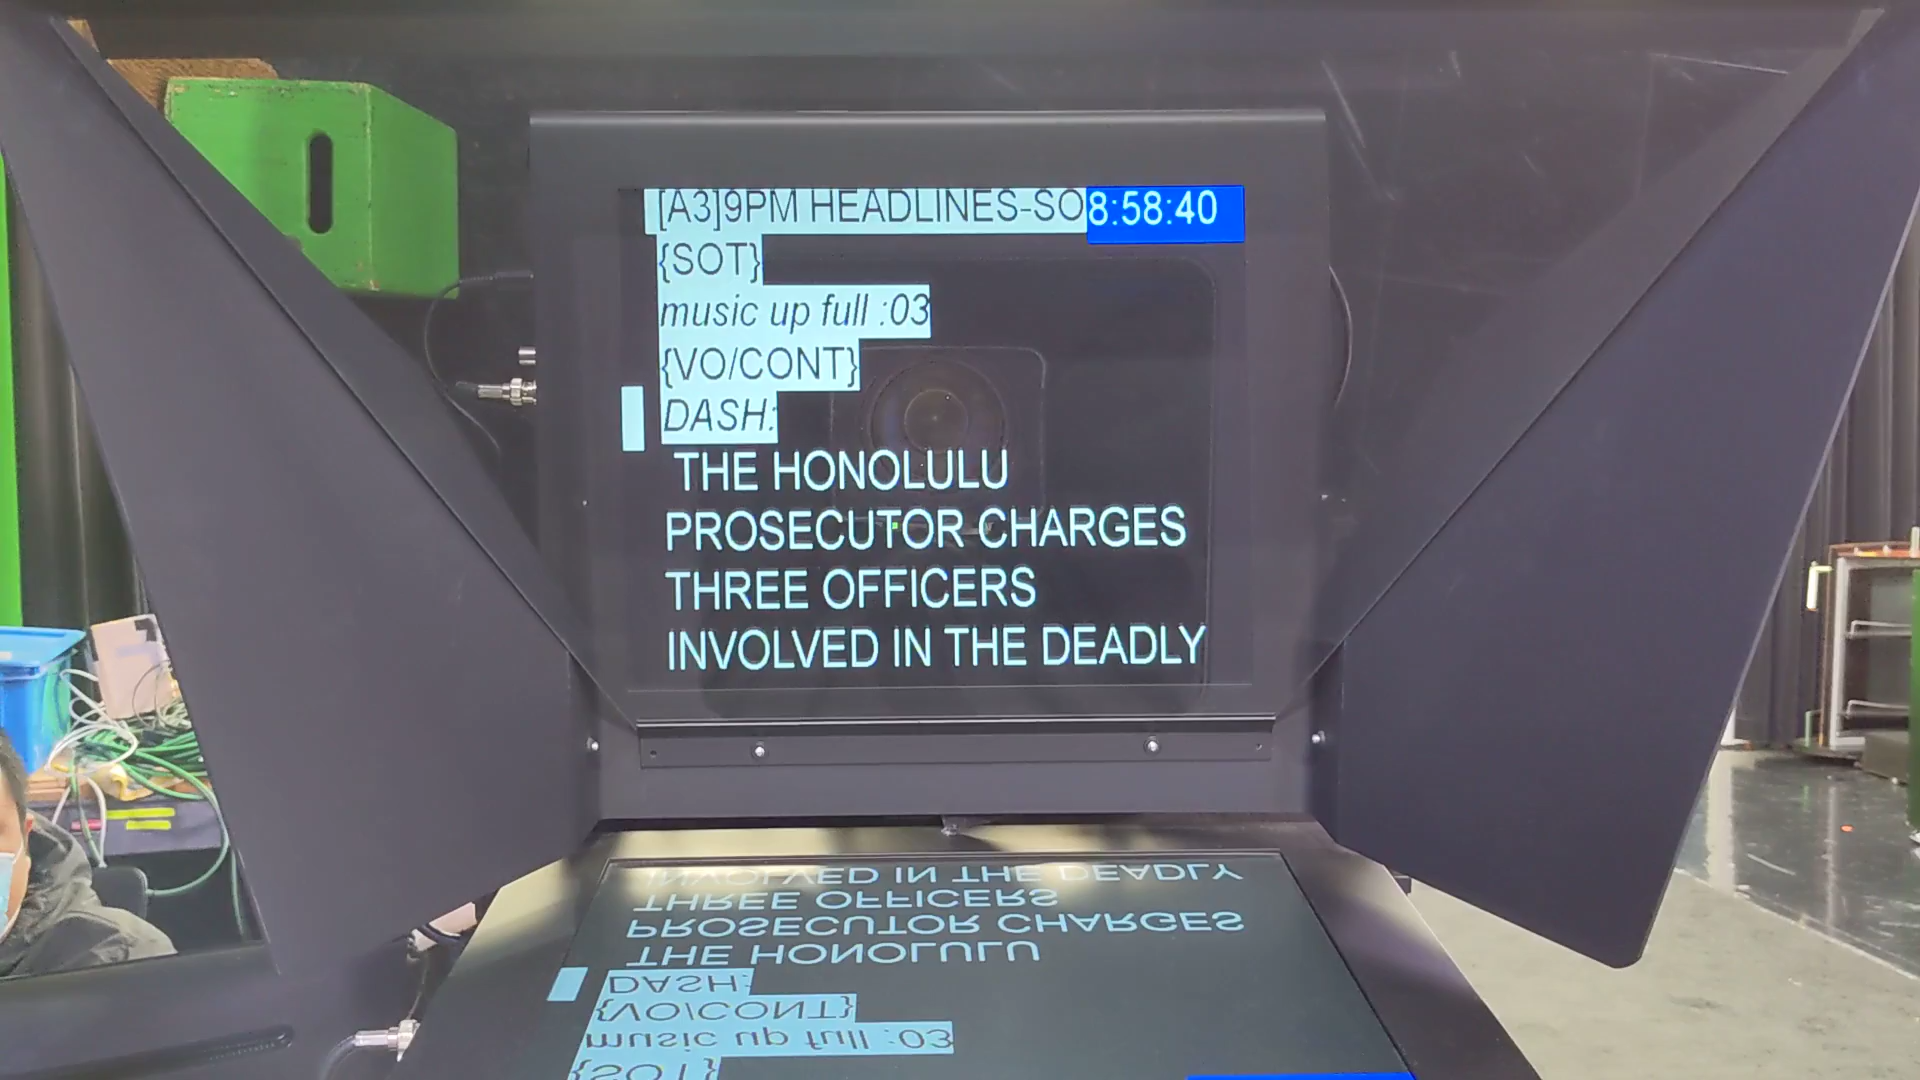 [A3]9PM HEADLINES-SO
8:58:40
{SOT}
music up full :03
{VO/CONT}
DASH:
THE HONOLULU
PROSECUTOR CHARGES
THREE OFFICERS
INVOLVED IN THE DEADLY
INVOLVED IN THE DEADLY
THREE OFFICERS
PROSECUTOR CHARGES
THE HONOLULU
DASH:
{VO/CONT}
music up full :03
{SOT}